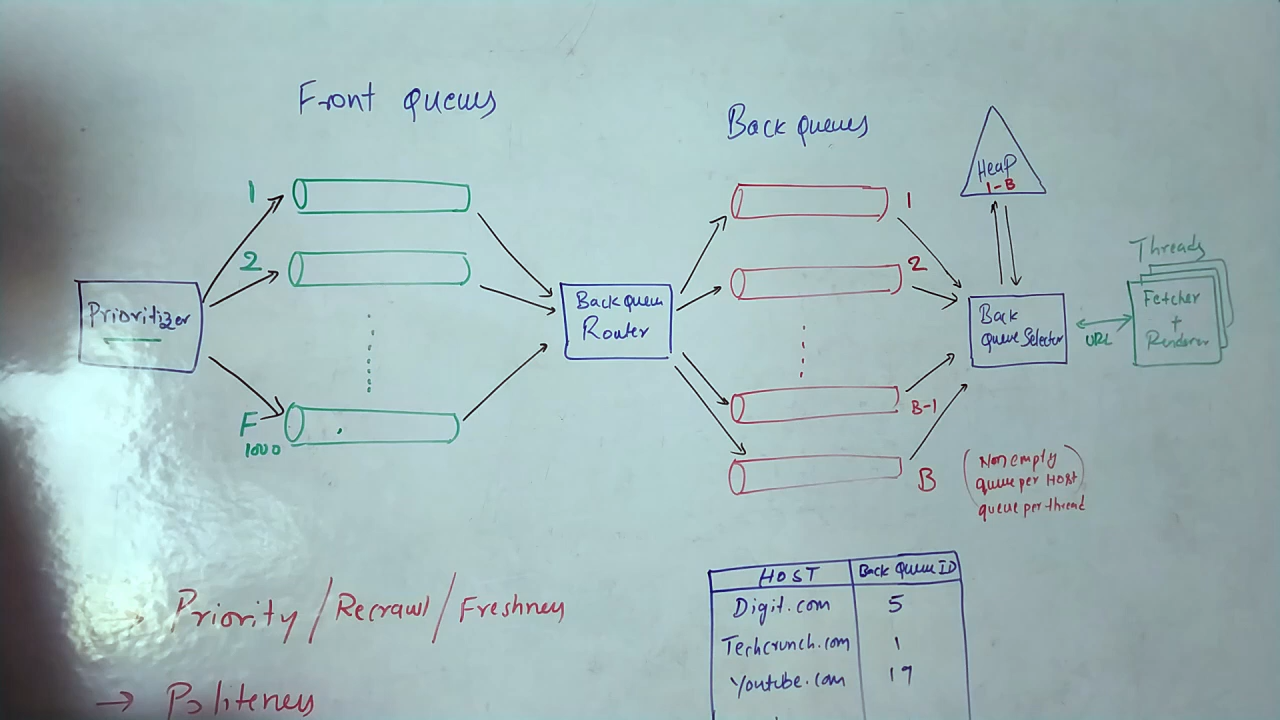 Front queues
Back queues
Heap
1-B
1
2
F
1000
Prioritizer
Back queue
Router
1
2
B-1
B
Back
Queue Selector
URL
Threads
Fetcher
+
Renderer
(Non empty
queue per Host)
queue per thread
→ Priority/Recrawl/Freshness
→ Politeness
HOST Back Queue ID
Digit.com 5
Techcrunch.com 1
Youtube.com 19